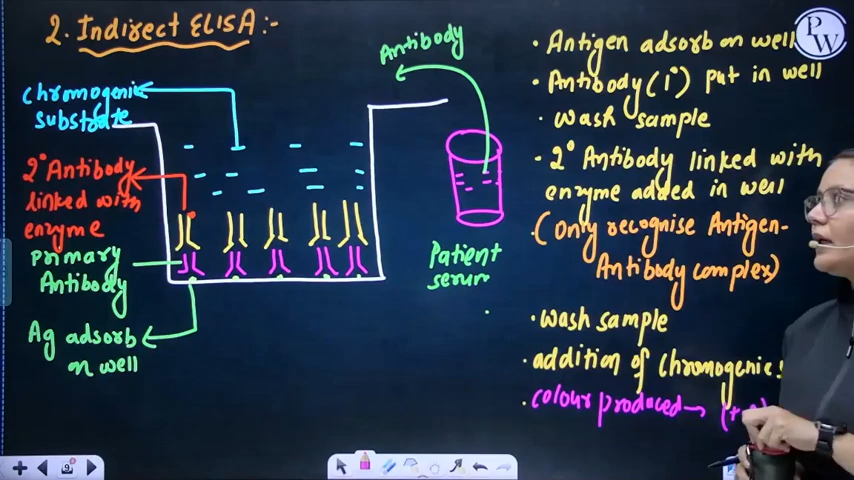 2. Indirect ELISA:-
Chromogenic
substrate
2° Antibody
linked with
enzyme
Primary
Antibody
Ag adsorb
on well
Antibody
Patient
serum
· Antigen adsorb on well
· Antibody (1°) put in well
· wash sample
· 2° Antibody linked with
enzyme added in well
(only recognise Antigen-
Antibody complex)
· wash sample
· addition of chromogenic
· colour produced→
PW
9